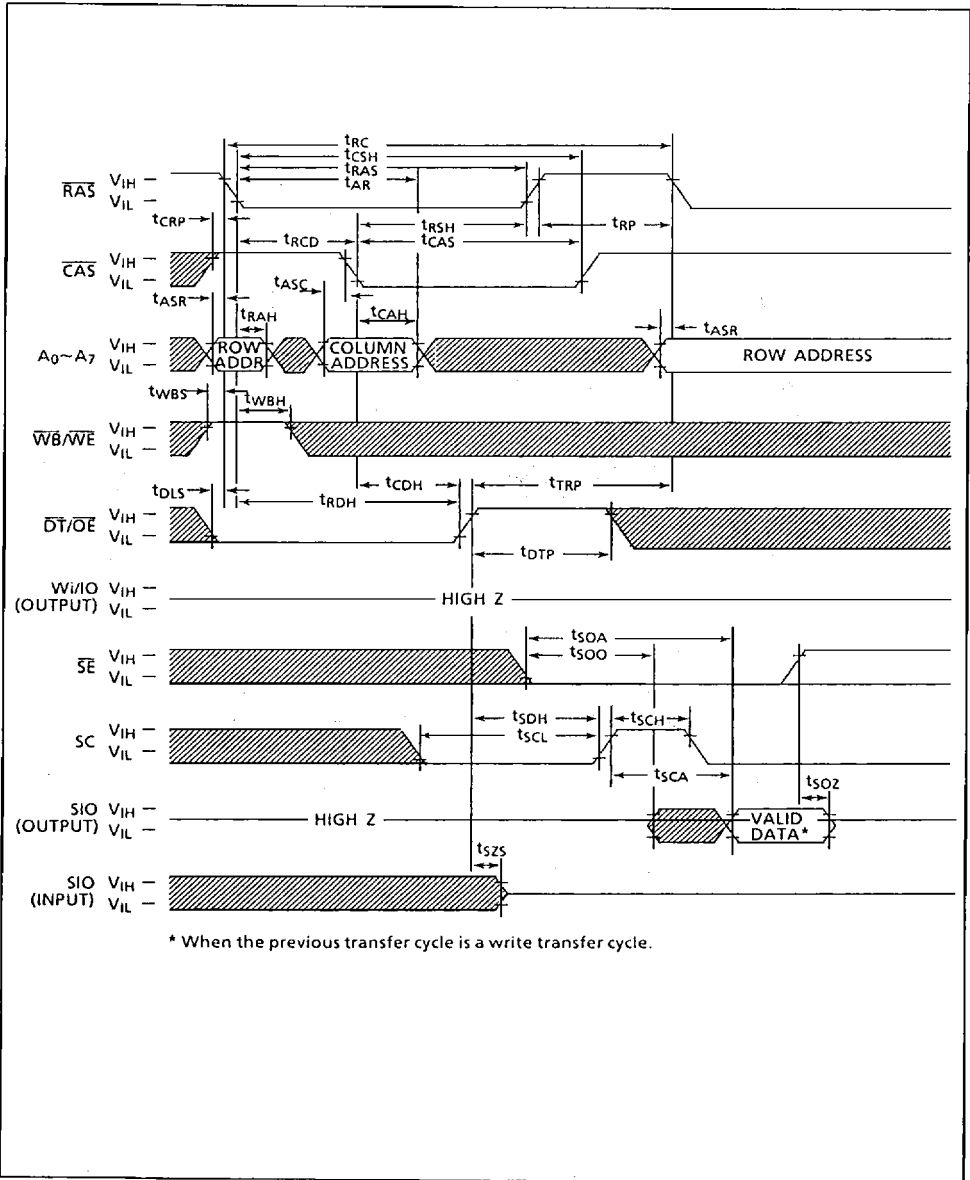 tRC
tCSH
tRAS
tAR
RAS VIH
VIL
tCRP
tRCD
tRSH
tCAS
tRP
CAS VIH
VIL
tASR
tRAH
tASC
tCAH
tASR
A0~A7 VIH
VIL
ROW ADDR
COLUMN ADDRESS
ROW ADDRESS
tWBS
tWBH
WB/WE VIH
VIL
tDLS
tRDH
tCDH
tTRP
DT/OE VIH
VIL
tDTP
Wi/IO (OUTPUT) VIH
VIL
HIGH Z
tSOA
tSOO
SE VIH
VIL
tSDH
tSCL
tSCH
SC VIH
VIL
tSCA
tSOZ
SIO (OUTPUT) VIH
VIL
HIGH Z
VALID DATA*
tSZS
SIO (INPUT) VIH
VIL
* When the previous transfer cycle is a write transfer cycle.